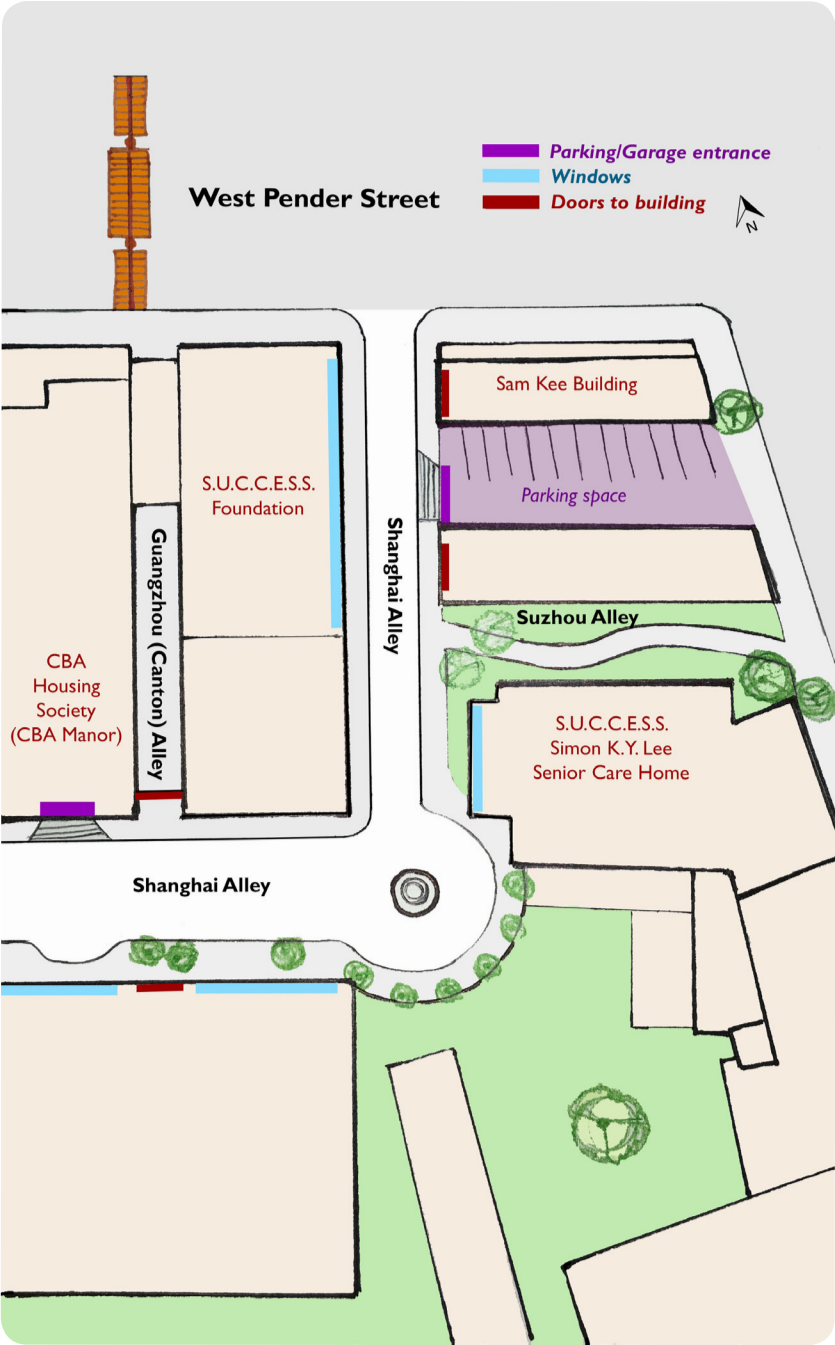 Parking/Garage entrance
Windows
Doors to building
West Pender Street
N
Sam Kee Building
S.U.C.C.E.S.S.
Foundation
Parking space
Shanghai Alley
Guangzhou (Canton) Alley
Suzhou Alley
CBA
Housing
Society
(CBA Manor)
S.U.C.C.E.S.S.
Simon K.Y. Lee
Senior Care Home
Shanghai Alley